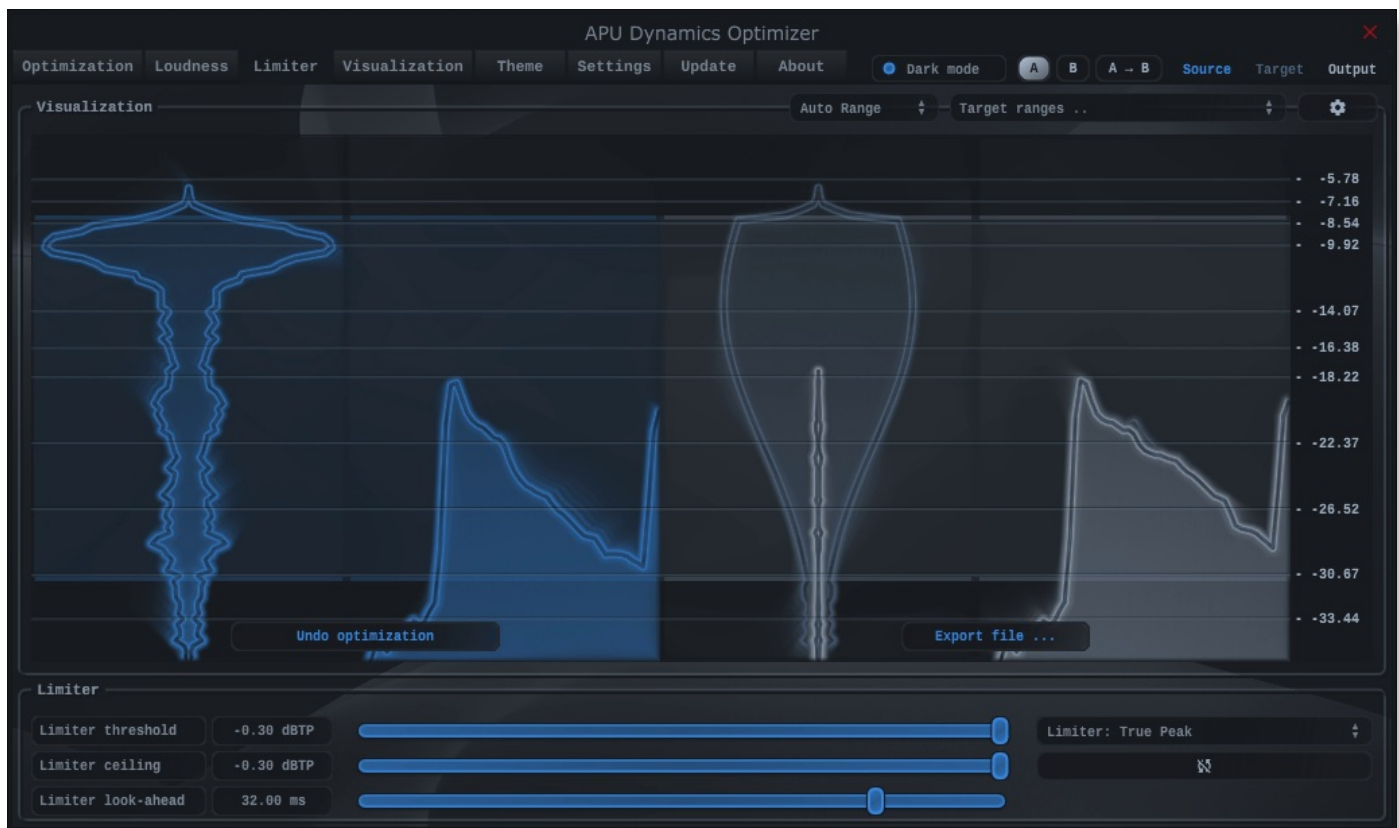 APU Dynamics Optimizer
Optimization Loudness Limiter Visualization Theme Settings Update About Dark mode A B A → B Source Target Output
Visualization Auto Range Target ranges ..
- -5.78
- -7.16
- -8.54
- -9.92
- -14.07
- -16.38
- -18.22
- -22.37
- -26.52
- -30.67
- -33.44
Undo optimization Export file ...
Limiter
Limiter threshold -0.30 dBTP Limiter: True Peak
Limiter ceiling -0.30 dBTP
Limiter look-ahead 32.00 ms